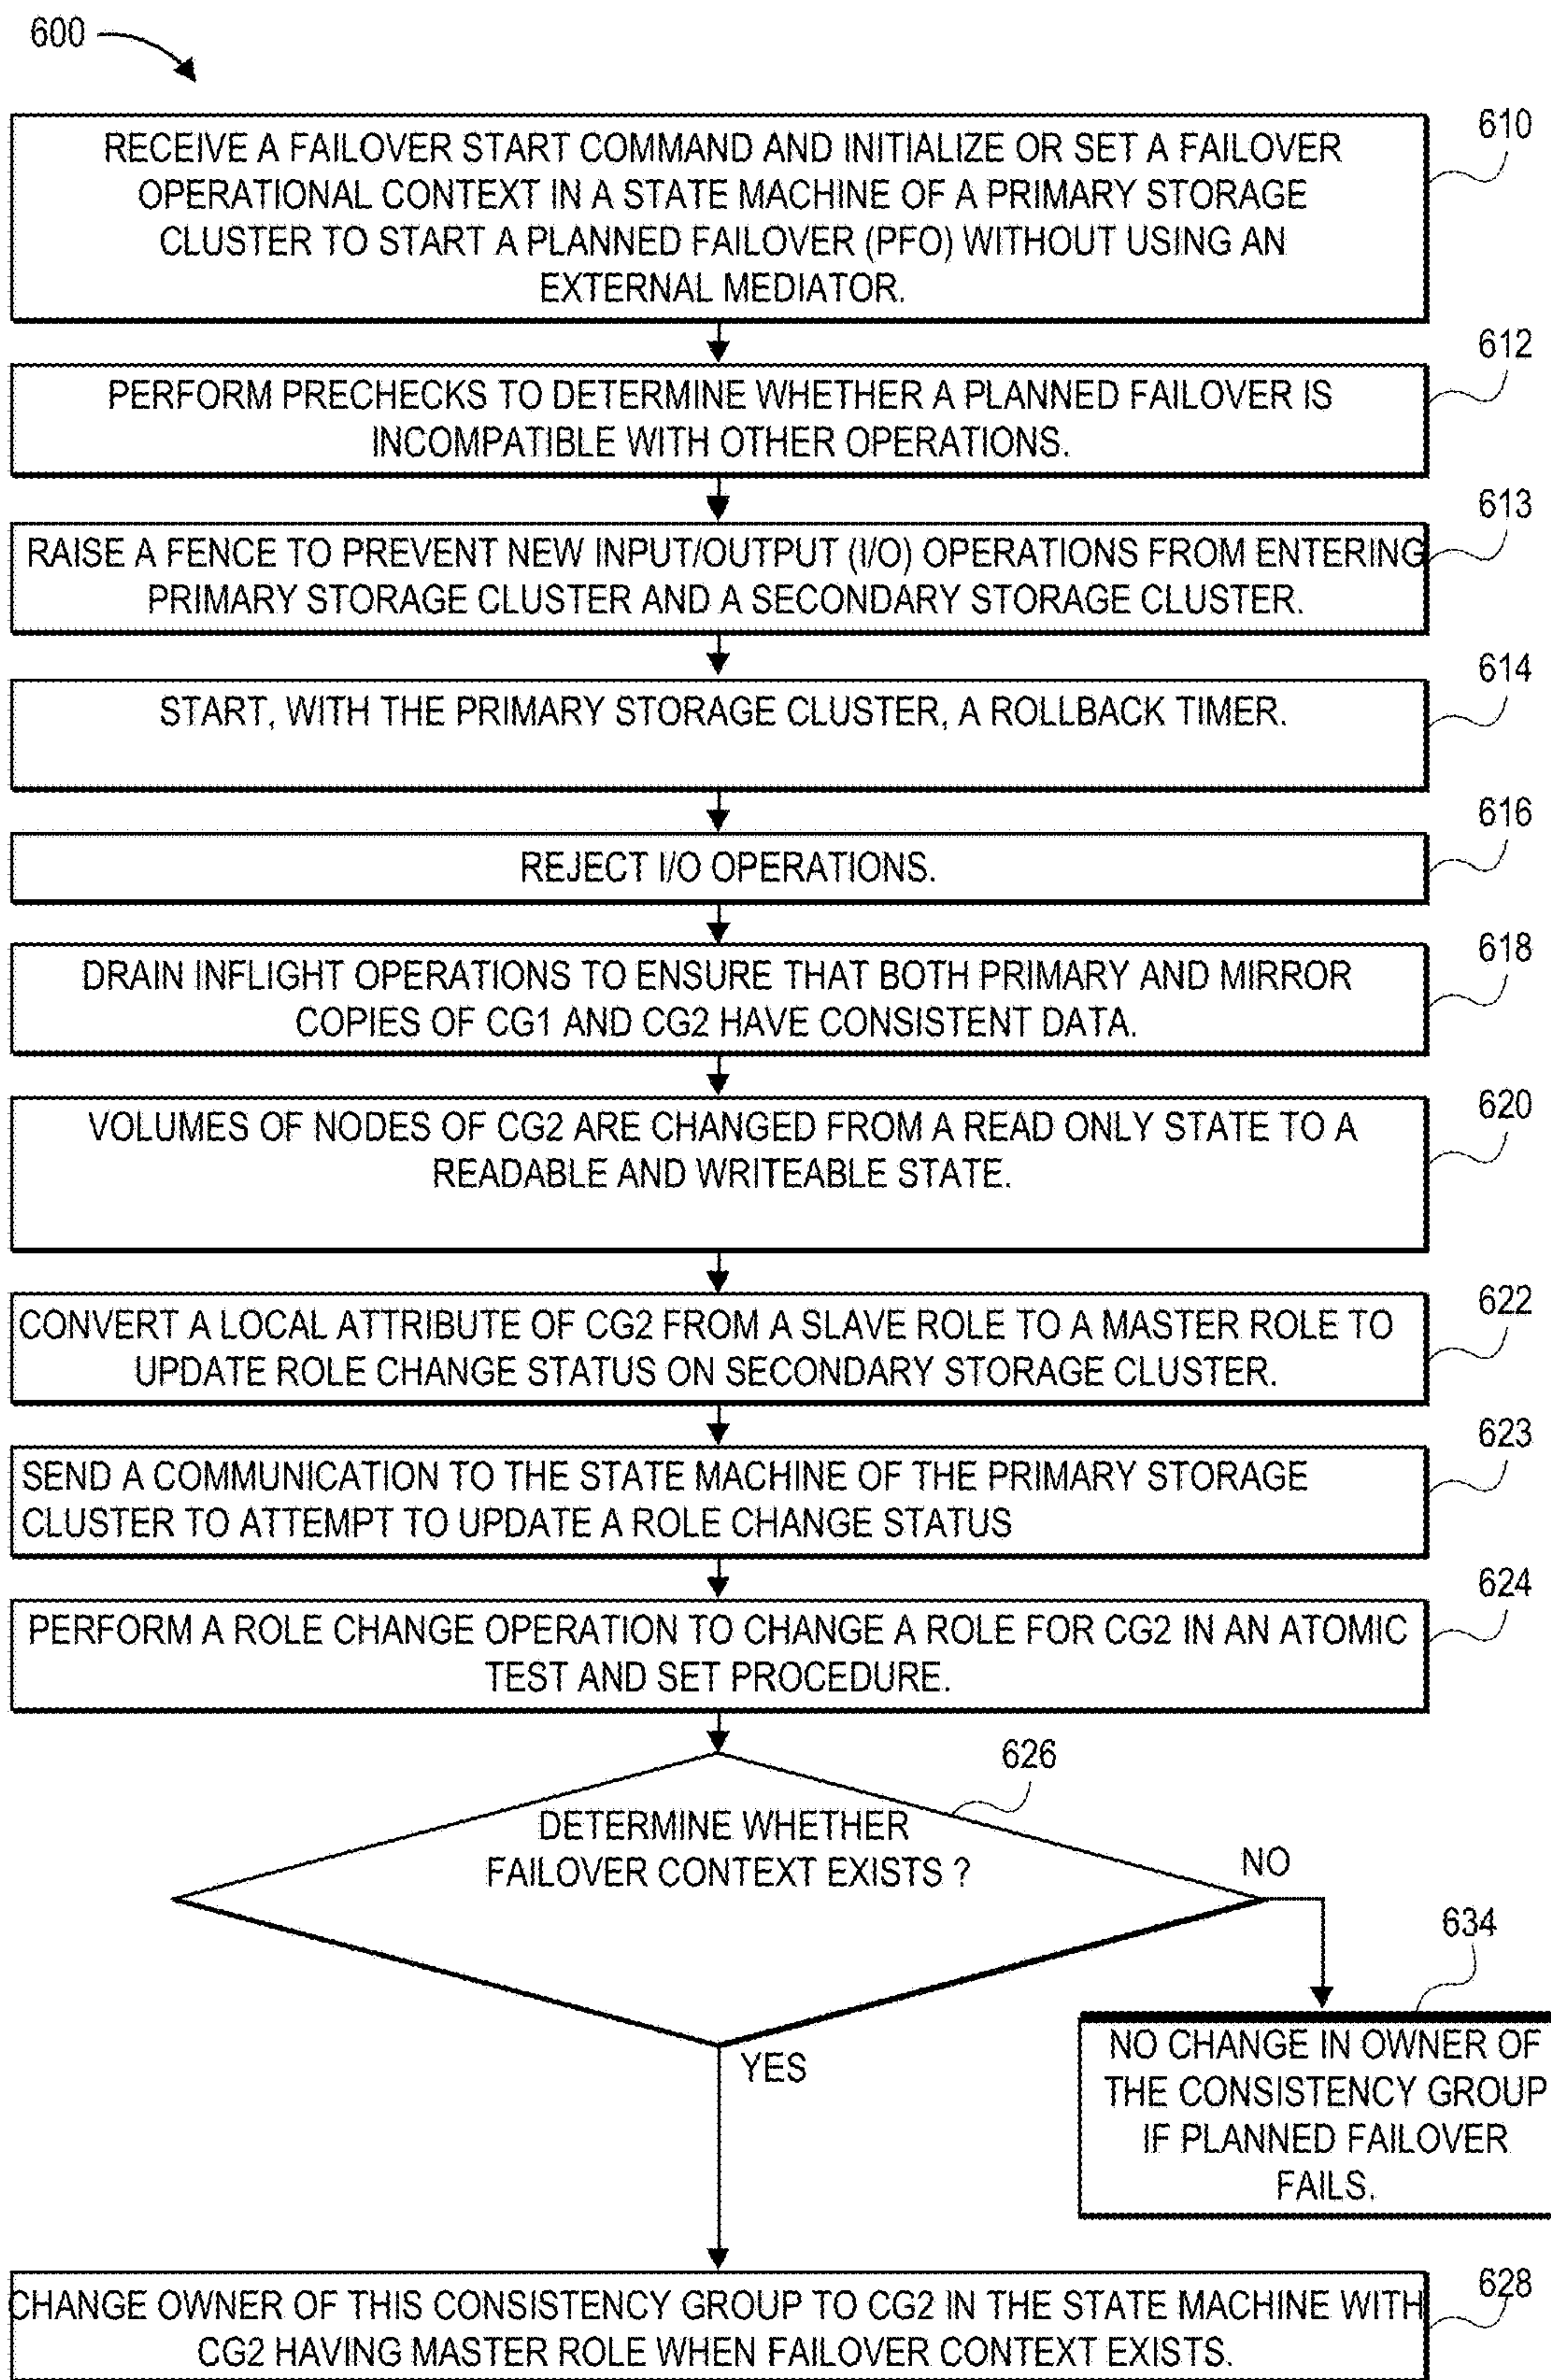 600
610
RECEIVE A FAILOVER START COMMAND AND INITIALIZE OR SET A FAILOVER
OPERATIONAL CONTEXT IN A STATE MACHINE OF A PRIMARY STORAGE
CLUSTER TO START A PLANNED FAILOVER (PFO) WITHOUT USING AN
EXTERNAL MEDIATOR.
612
PERFORM PRECHECKS TO DETERMINE WHETHER A PLANNED FAILOVER IS
INCOMPATIBLE WITH OTHER OPERATIONS.
613
RAISE A FENCE TO PREVENT NEW INPUT/OUTPUT (I/O) OPERATIONS FROM ENTERING
PRIMARY STORAGE CLUSTER AND A SECONDARY STORAGE CLUSTER.
614
START, WITH THE PRIMARY STORAGE CLUSTER, A ROLLBACK TIMER.
616
REJECT I/O OPERATIONS.
618
DRAIN INFLIGHT OPERATIONS TO ENSURE THAT BOTH PRIMARY AND MIRROR
COPIES OF CG1 AND CG2 HAVE CONSISTENT DATA.
620
VOLUMES OF NODES OF CG2 ARE CHANGED FROM A READ ONLY STATE TO A
READABLE AND WRITEABLE STATE.
622
CONVERT A LOCAL ATTRIBUTE OF CG2 FROM A SLAVE ROLE TO A MASTER ROLE TO
UPDATE ROLE CHANGE STATUS ON SECONDARY STORAGE CLUSTER.
623
SEND A COMMUNICATION TO THE STATE MACHINE OF THE PRIMARY STORAGE
CLUSTER TO ATTEMPT TO UPDATE A ROLE CHANGE STATUS
624
PERFORM A ROLE CHANGE OPERATION TO CHANGE A ROLE FOR CG2 IN AN ATOMIC
TEST AND SET PROCEDURE.
626
DETERMINE WHETHER
FAILOVER CONTEXT EXISTS ?
NO
634
NO CHANGE IN OWNER OF
THE CONSISTENCY GROUP
IF PLANNED FAILOVER
FAILS.
YES
628
CHANGE OWNER OF THIS CONSISTENCY GROUP TO CG2 IN THE STATE MACHINE WITH
CG2 HAVING MASTER ROLE WHEN FAILOVER CONTEXT EXISTS.